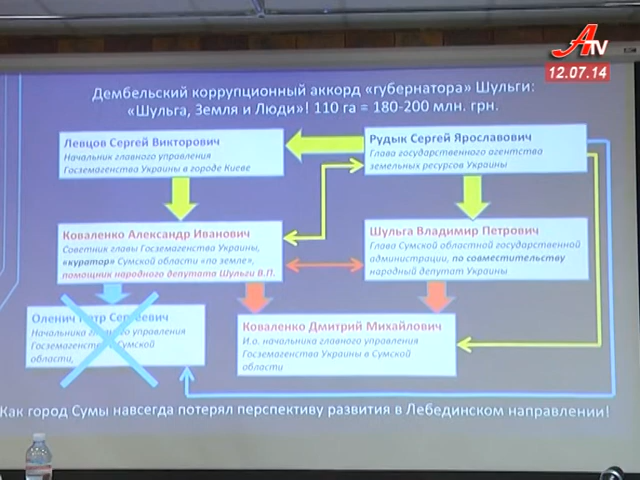 ATV
12.07.14
Дембельский коррупционный аккорд «губернатора» Шульги:
«Шульга, Земля и Люди»! 110 га = 180-200 млн. грн.
Левцов Сергей Викторович
Начальник главного управления
Госземагенства Украины в городе Киеве
Рудык Сергей Ярославович
Глава государственного агентства
земельных ресурсов Украины
Коваленко Александр Иванович
Советник главы Госземагенства Украины,
«куратор» Сумской области «по земле»,
помощник народного депутата Шульги В.П.
Шульга Владимир Петрович
Глава Сумской областной государственной
администрации, по совместительству
народный депутат Украины
Оленич Петр Сергеевич
Начальника главного управления
Госземагенства в Сумской
области,
Коваленко Дмитрий Михайлович
И.о. начальника главного управления
Госземагенства Украины в Сумской
области
Как город Сумы навсегда потерял перспективу развития в Лебединском направлении!